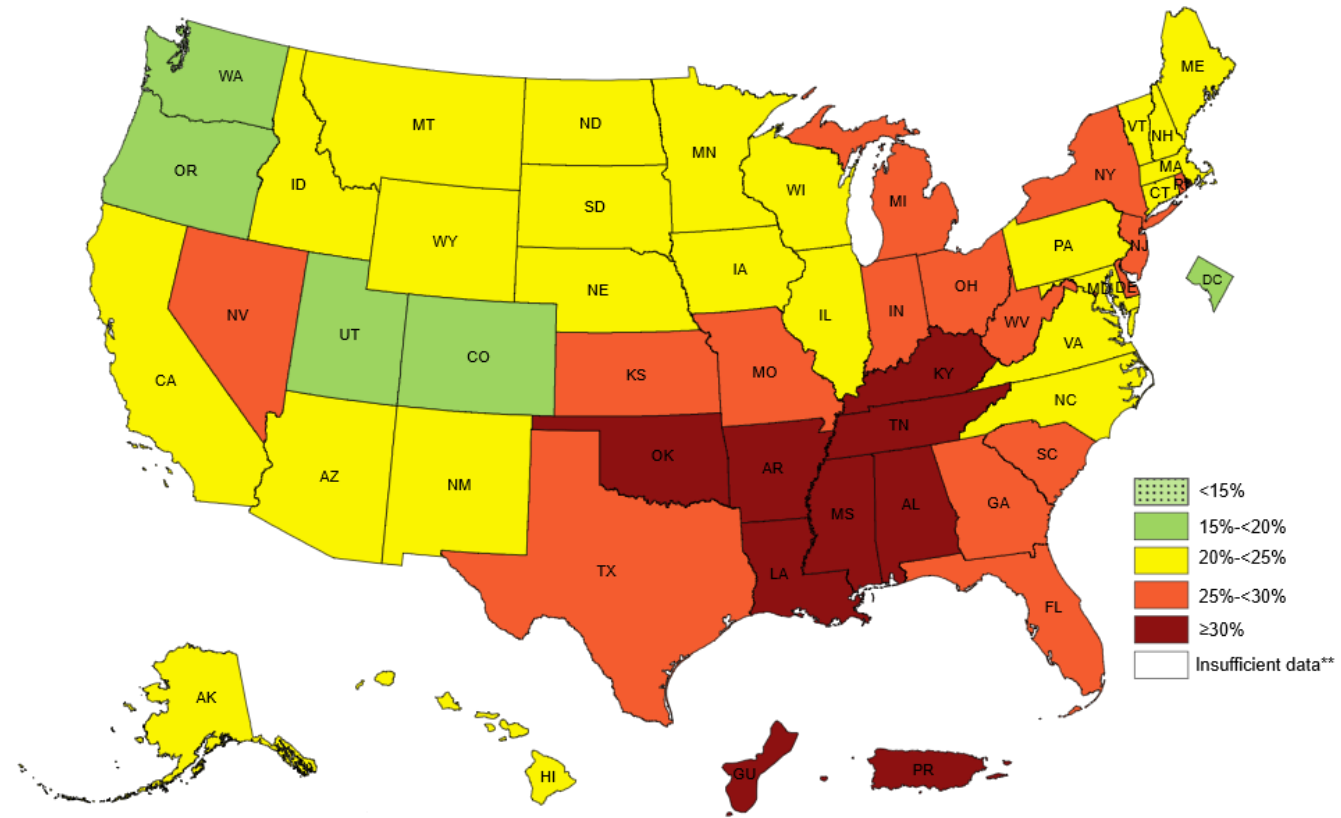 ME
WA
VT
NH
MT
ND
MN
MA
OR
ID
WI
CT
RI
NY
MI
SD
WY
PA
NJ
IA
DC
NE
OH
MD
DE
IN
NV
IL
WV
UT
CO
VA
KS
MO
KY
CA
NC
TN
OK
AR
SC
AZ
NM
<15%
GA
AL
MS
15%-<20%
20%-<25%
TX
LA
25%-<30%
FL
≥30%
Insufficient data**
AK
HI
GU
PR